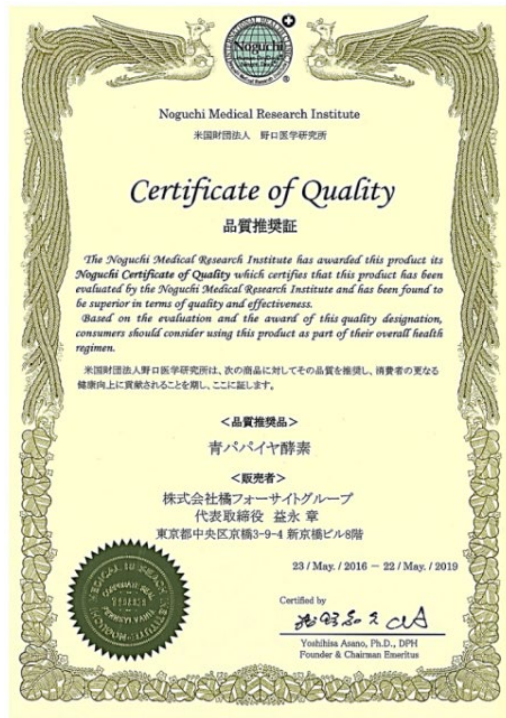 Noguchi
Noguchi Medical Research Institute
米国財団法人 野口医学研究所
Certificate of Quality
品質推奨証
The Noguchi Medical Research Institute has awarded this product its
Noguchi Certificate of Quality which certifies that this product has been
evaluated by the Noguchi Medical Research Institute and has been found to
be superior in terms of quality and effectiveness.
Based on the evaluation and the award of this quality designation,
consumers should consider using this product as part of their overall health
regimen.
米国財団法人野口医学研究所は、次の商品に対してその品質を推奨し、消費者の更なる
健康向上に貢献されることを期し、ここに証します。
<品質推奨品>
青パパイヤ酵素
<販売者>
株式会社橘フォーサイトグループ
代表取締役 益永 章
東京都中央区京橋3-9-4 新京橋ビル8階
23 / May. / 2016 － 22 / May. / 2019
Certified by
Yoshihisa Asano, Ph.D., DPH
Founder & Chairman Emeritus